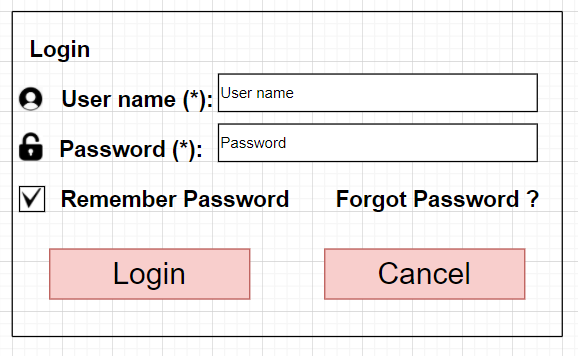 Login
User name (*): User name
Password (*): Password
Remember Password Forgot Password ?
Login Cancel